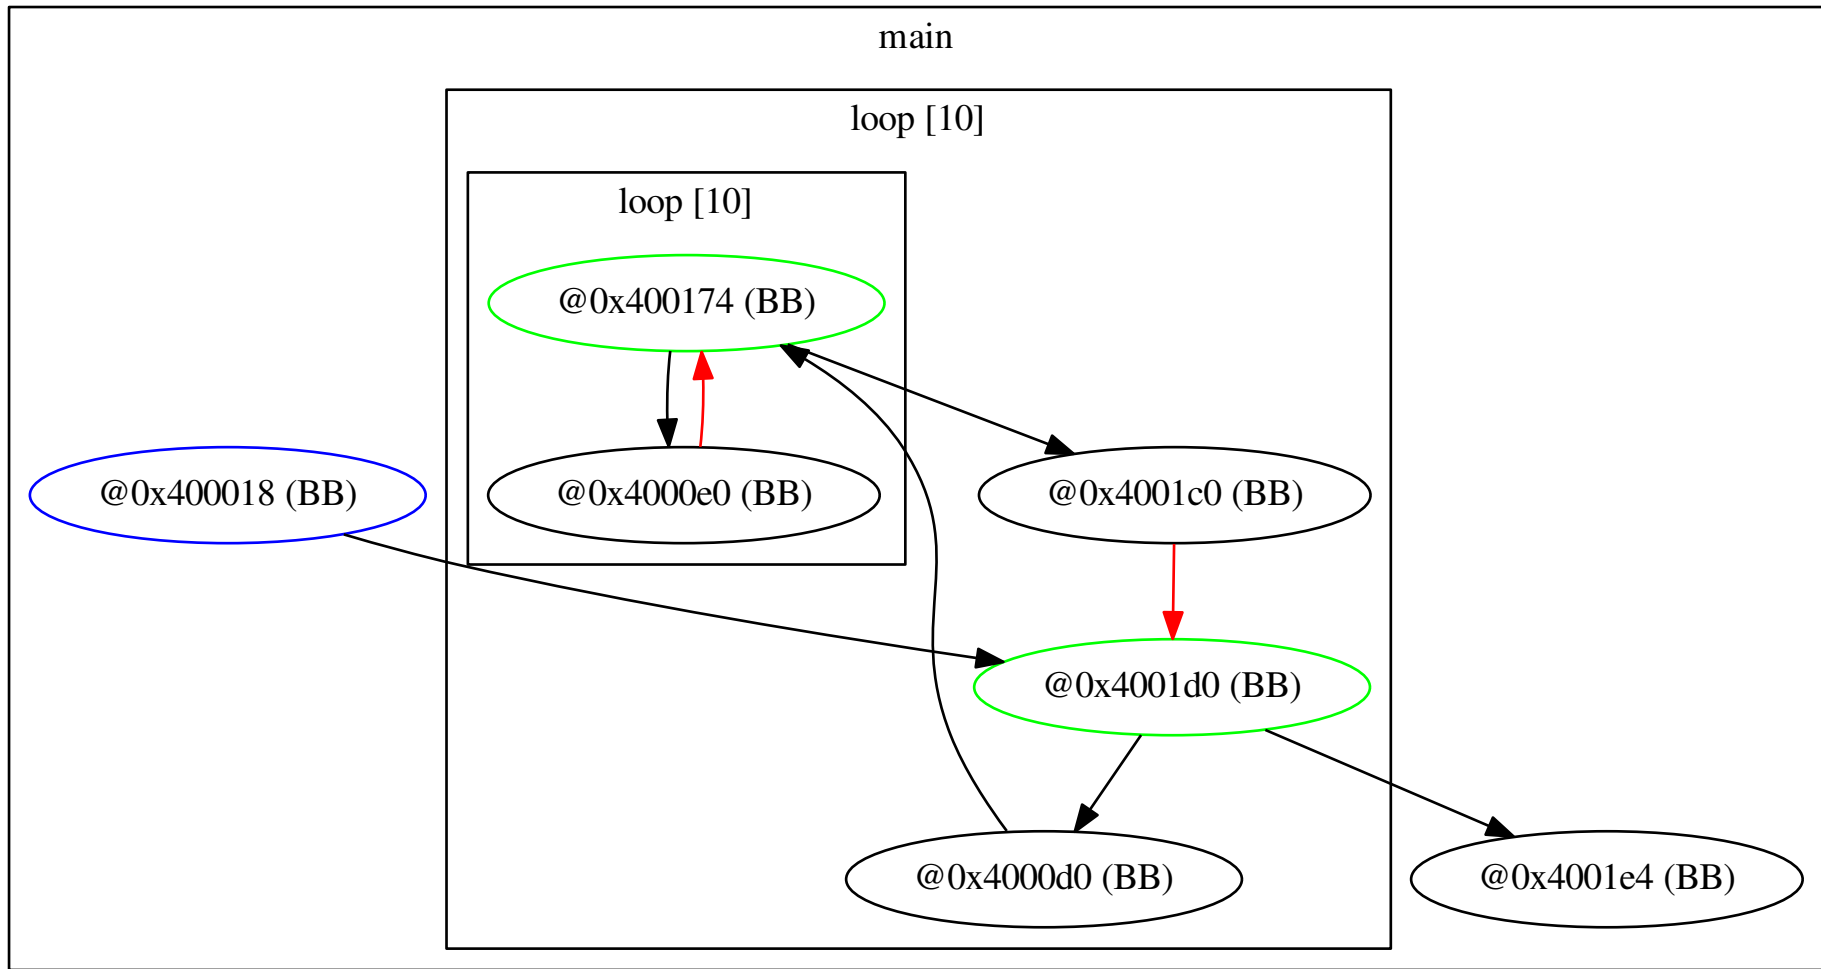 main
loop [10]
loop [10]
@0x400174 (BB)
@0x400018 (BB)
@0x4000e0 (BB)
@0x4001c0 (BB)
@0x4001d0 (BB)
@0x4000d0 (BB)
@0x4001e4 (BB)